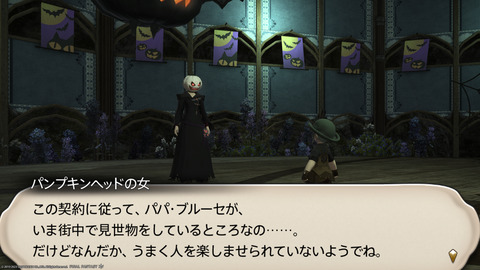 パンプキンヘッドの女
この契約に従って、パパ・ブルーセが、
いま街中で見世物をしているところなの……。
だけどなんだか、うまく人を楽しませられていないようでね。
FINAL FANTASY XIV